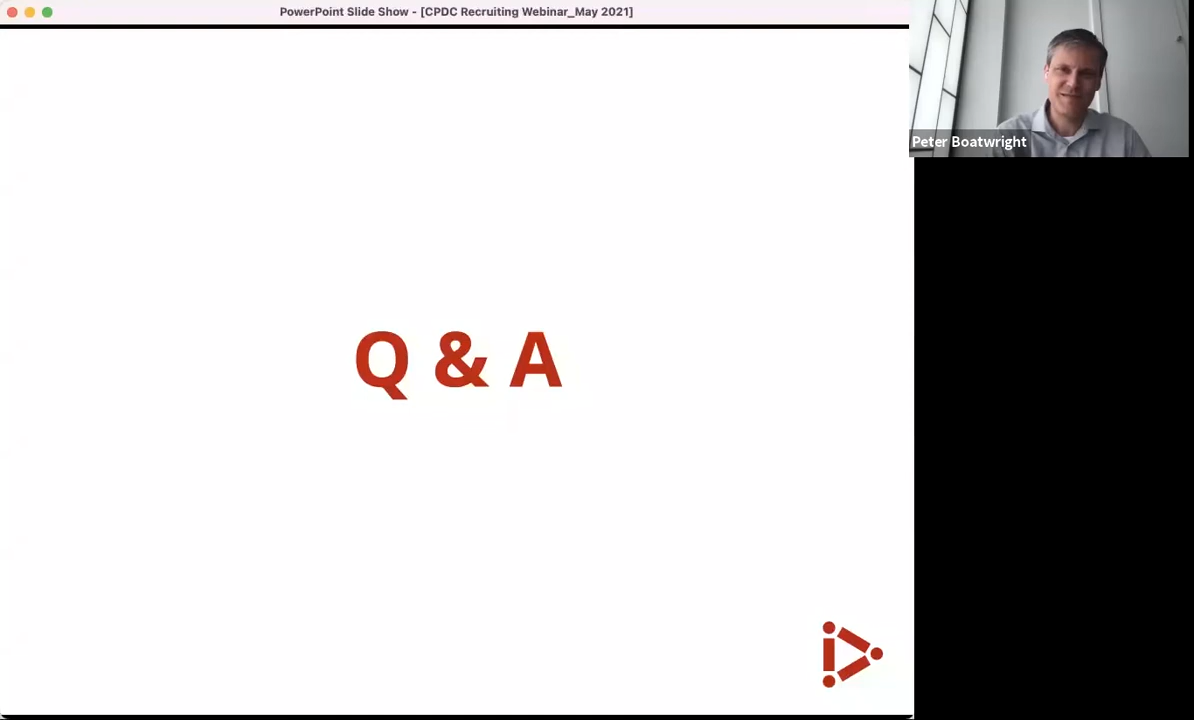 PowerPoint Slide Show - [CPDC Recruiting Webinar_May 2021]
Peter Boatwright
Q & A